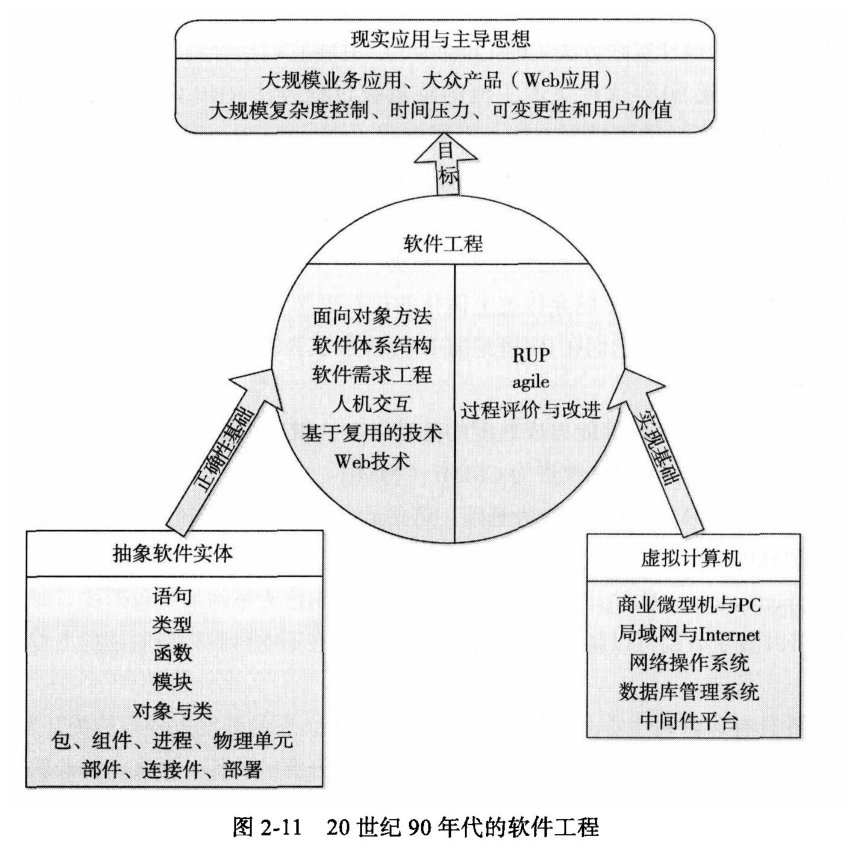 现实应用与主导思想
大规模业务应用、大众产品（Web应用）
大规模复杂度控制、时间压力、可变更性和用户价值
目
标
软件工程
面向对象方法
软件体系结构
软件需求工程
人机交互
基于复用的技术
Web技术
RUP
agile
过程评价与改进
正确性基础
实现基础
抽象软件实体
语句
类型
函数
模块
对象与类
包、组件、进程、物理单元
部件、连接件、部署
虚拟计算机
商业微型机与PC
局域网与Internet
网络操作系统
数据库管理系统
中间件平台
图 2-11 20 世纪 90 年代的软件工程